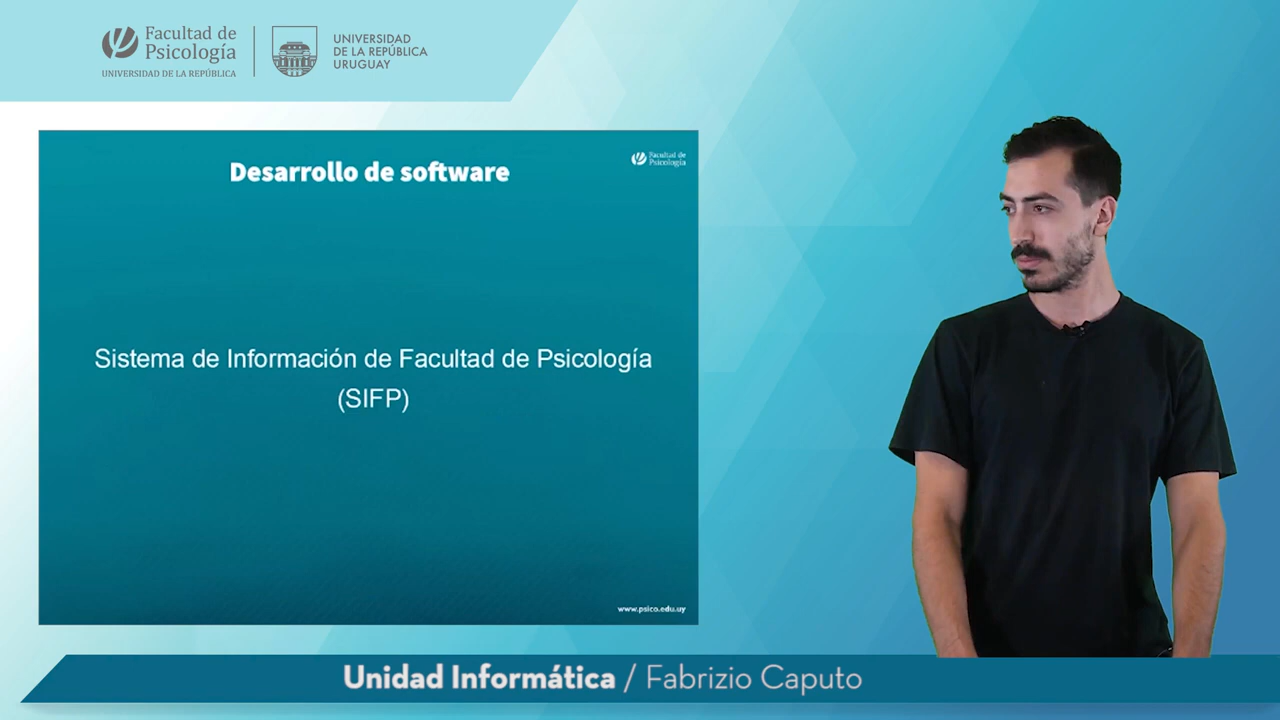 Facultad de
Psicología
UNIVERSIDAD DE LA REPÚBLICA
UNIVERSIDAD
DE LA REPÚBLICA
URUGUAY
Desarrollo de software
Facultad de
Psicología
Sistema de Información de Facultad de Psicología
(SIFP)
www.psico.edu.uy
Unidad Informática / Fabrizio Caputo